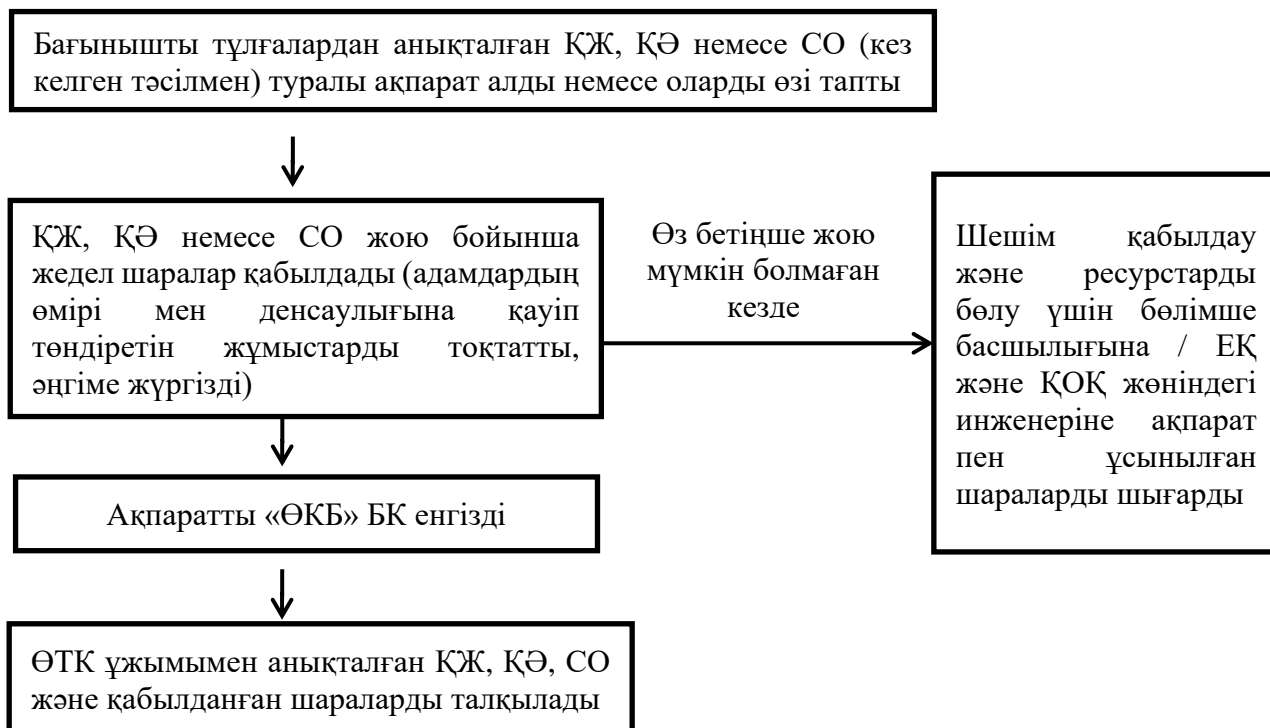 Бағынышты тұлғалардан анықталған ҚЖ, ҚӘ немесе СО (кез
келген тәсілмен) туралы ақпарат алды немесе оларды өзі тапты
ҚЖ, ҚӘ немесе СО жою бойынша
жедел шаралар қабылдады (адамдардың
өмірі мен денсаулығына қауіп
төндіретін жұмыстарды тоқтатты,
әңгіме жүргізді)
Өз бетіңше жою
мүмкін болмаған
кезде
Шешім қабылдау
және ресурстарды
бөлу үшін бөлімше
басшылығына / ЕҚ
және ҚОҚ жөніндегі
инженеріне ақпарат
пен ұсынылған
шараларды шығарды
Ақпаратты «ӨКБ» БК енгізді
ӨТК ұжымымен анықталған ҚЖ, ҚӘ, СО
және қабылданған шараларды талқылады